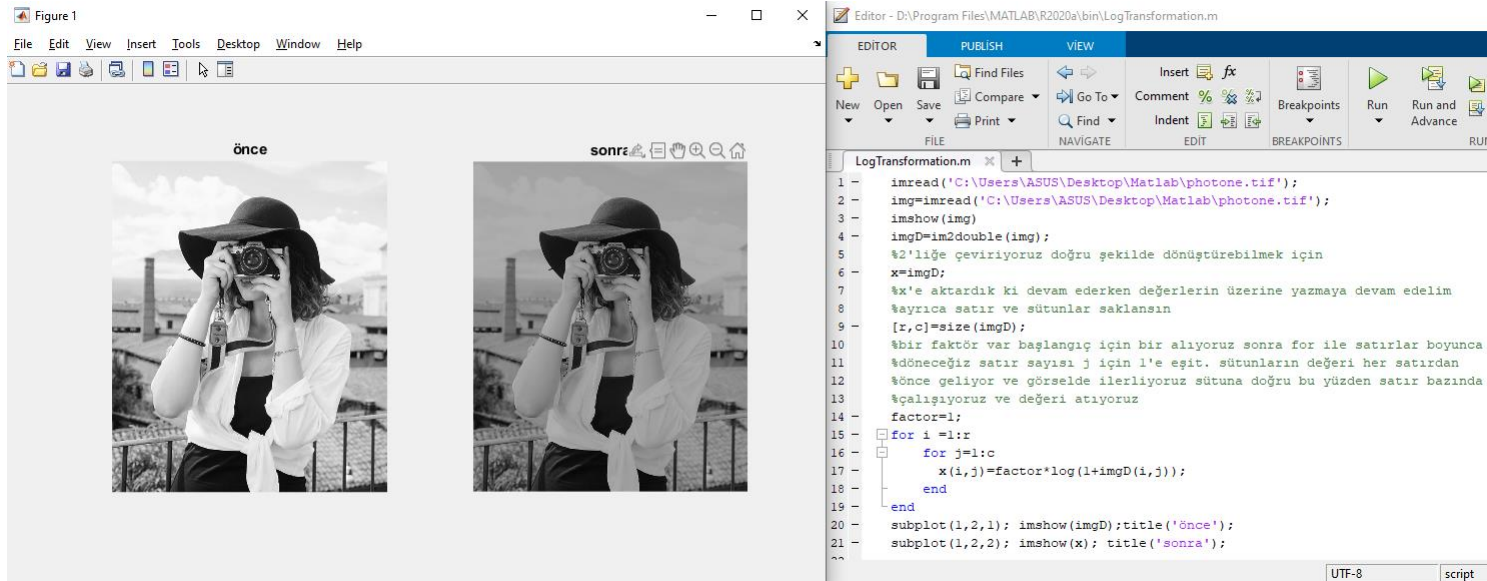 Figure 1
File Edit View Insert Tools Desktop Window Help
önce
sonra
Editor - D:\Program Files\MATLAB\R2020a\bin\LogTransformation.m
EDİTOR PUBLİSH VİEW
New Open Save Find Files Compare Print
Go To Find
Insert fx
Comment
Indent
Breakpoints
Run
Run and Advance
FİLE NAVİGATE EDİT BREAKPOİNTS RUN
LogTransformation.m
1 imread('C:\Users\ASUS\Desktop\Matlab\photone.tif');
2 img=imread('C:\Users\ASUS\Desktop\Matlab\photone.tif');
3 imshow(img)
4 imgD=im2double(img);
5 %2'liğe çeviriyoruz doğru şekilde dönüştürebilmek için
6 x=imgD;
7 %x'e aktardık ki devam ederken değerlerin üzerine yazmaya devam edelim
8 %ayrıca satır ve sütunlar saklansın
9 [r,c]=size(imgD);
10 %bir faktör var başlangıç için bir alıyoruz sonra for ile satırlar boyunca
11 %döneceğiz satır sayısı j için 1'e eşit. sütunların değeri her satırdan
12 %önce geliyor ve görselde ilerliyoruz sütuna doğru bu yüzden satır bazında
13 %çalışıyoruz ve değeri atıyoruz
14 factor=1;
15 for i =1:r
16 for j=1:c
17 x(i,j)=factor*log(1+imgD(i,j));
18 end
19 end
20 subplot(1,2,1); imshow(imgD);title('önce');
21 subplot(1,2,2); imshow(x); title('sonra');
UTF-8 script